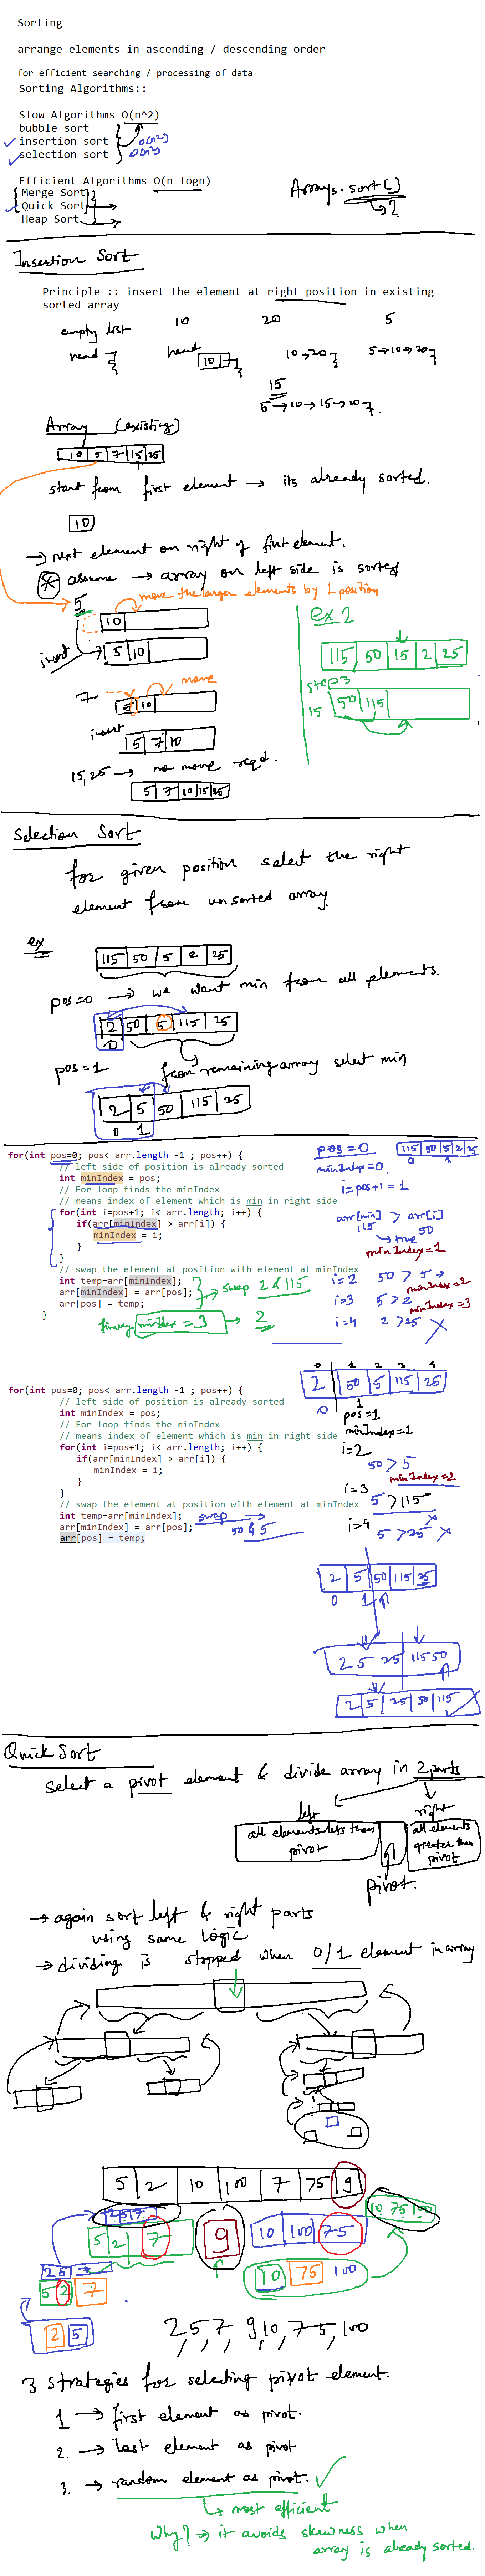 Sorting
arrange elements in ascending / descending order
for efficient searching / processing of data
Sorting Algorithms::
Slow Algorithms O(n^2)
bubble sort
insertion sort O(n²)
selection sort O(n²)
Efficient Algorithms O(n logn)
Merge Sort
Quick Sort
Heap Sort
Arrays.sort()
Insertion Sort
Principle :: insert the element at right position in existing
sorted array
empty list 10 20 5
head head 10 10→20 5→10→20
15
5→10→15→20
Array (existing)
10 5 7 15 25
start from first element → its already sorted.
10
→ next element on right of first element.
* assume → array on left side is sorted
5 move the larger elements by 1 position
10
insert 5 10
7 move
5 10
insert
5 7 10
15, 25 → no move reqd.
5 7 10 15 25
ex 2
115 50 15 2 25
step 3
15 50 115
Selection Sort
for given position select the right
element from unsorted array
ex
115 50 5 2 25
pos=0 → we want min from all elements.
2 50 5 115 25
0
pos=1 from remaining array select min
2 5 50 115 25
0 1
for(int pos=0; pos< arr.length -1 ; pos++) {
// left side of position is already sorted
int minIndex = pos;
// For loop finds the minIndex
// means index of element which is min in right side
for(int i=pos+1; i< arr.length; i++) {
if(arr[minIndex] > arr[i]) {
minIndex = i;
}
}
// swap the element at position with element at minIndex
int temp=arr[minIndex];
arr[minIndex] = arr[pos];
arr[pos] = temp;
}
swap 2 & 115
minIndex = 3 → 2
pos = 0 115 50 5 2 25
minIndex=0.
i=pos+1 = 1
arr[min] > arr[i]
115 50
→ true
minIndex=1
i=2 50 > 5 → minIndex=2
i=3 5 > 2 minIndex=3
i=4 2 > 25 X
for(int pos=0; pos< arr.length -1 ; pos++) {
// left side of position is already sorted
int minIndex = pos;
// For loop finds the minIndex
// means index of element which is min in right side
for(int i=pos+1; i< arr.length; i++) {
if(arr[minIndex] > arr[i]) {
minIndex = i;
}
}
// swap the element at position with element at minIndex
int temp=arr[minIndex];
arr[minIndex] = arr[pos];
arr[pos] = temp;
swap
50 & 5
0 1 2 3 4
2 50 5 115 25
0 1
pos=1
minIndex=1
i=2
50 > 5
minIndex=2
i=3
5 > 115
i=4 5 > 25 X
2 5 50 115 25
0 1
2 5 25 115 50
2 5 25 50 115
Quick Sort
select a pivot element & divide array in 2 parts
left right
all elements less than pivot
all elements greater than pivot.
pivot.
→ again sort left & right parts
using same logic
→ dividing is stopped when 0/1 element in array
5 2 10 100 7 75 9
2 5 7 10 75 100
5 2 7 9 10 100 75
2 5 7 10 75 100
5 2 7
2 5
2, 5, 7, 9, 10, 75, 100
3 strategies for selecting pivot element.
1 → first element as pivot.
2. → last element as pivot
3. → random element as pivot.
→ most efficient
Why? → it avoids skewness when
array is already sorted.